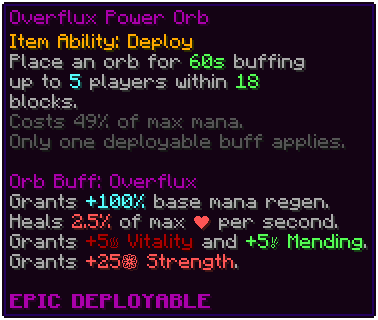 Overflux Power Orb
Item Ability: Deploy
Place an orb for 60s buffing
up to 5 players within 18
blocks.
Costs 49% of max mana.
Only one deployable buff applies.
Orb Buff: Overflux
Grants +100% base mana regen.
Heals 2.5% of max ❤ per second.
Grants +5 Vitality and +5 Mending.
Grants +25❁ Strength.
EPIC DEPLOYABLE